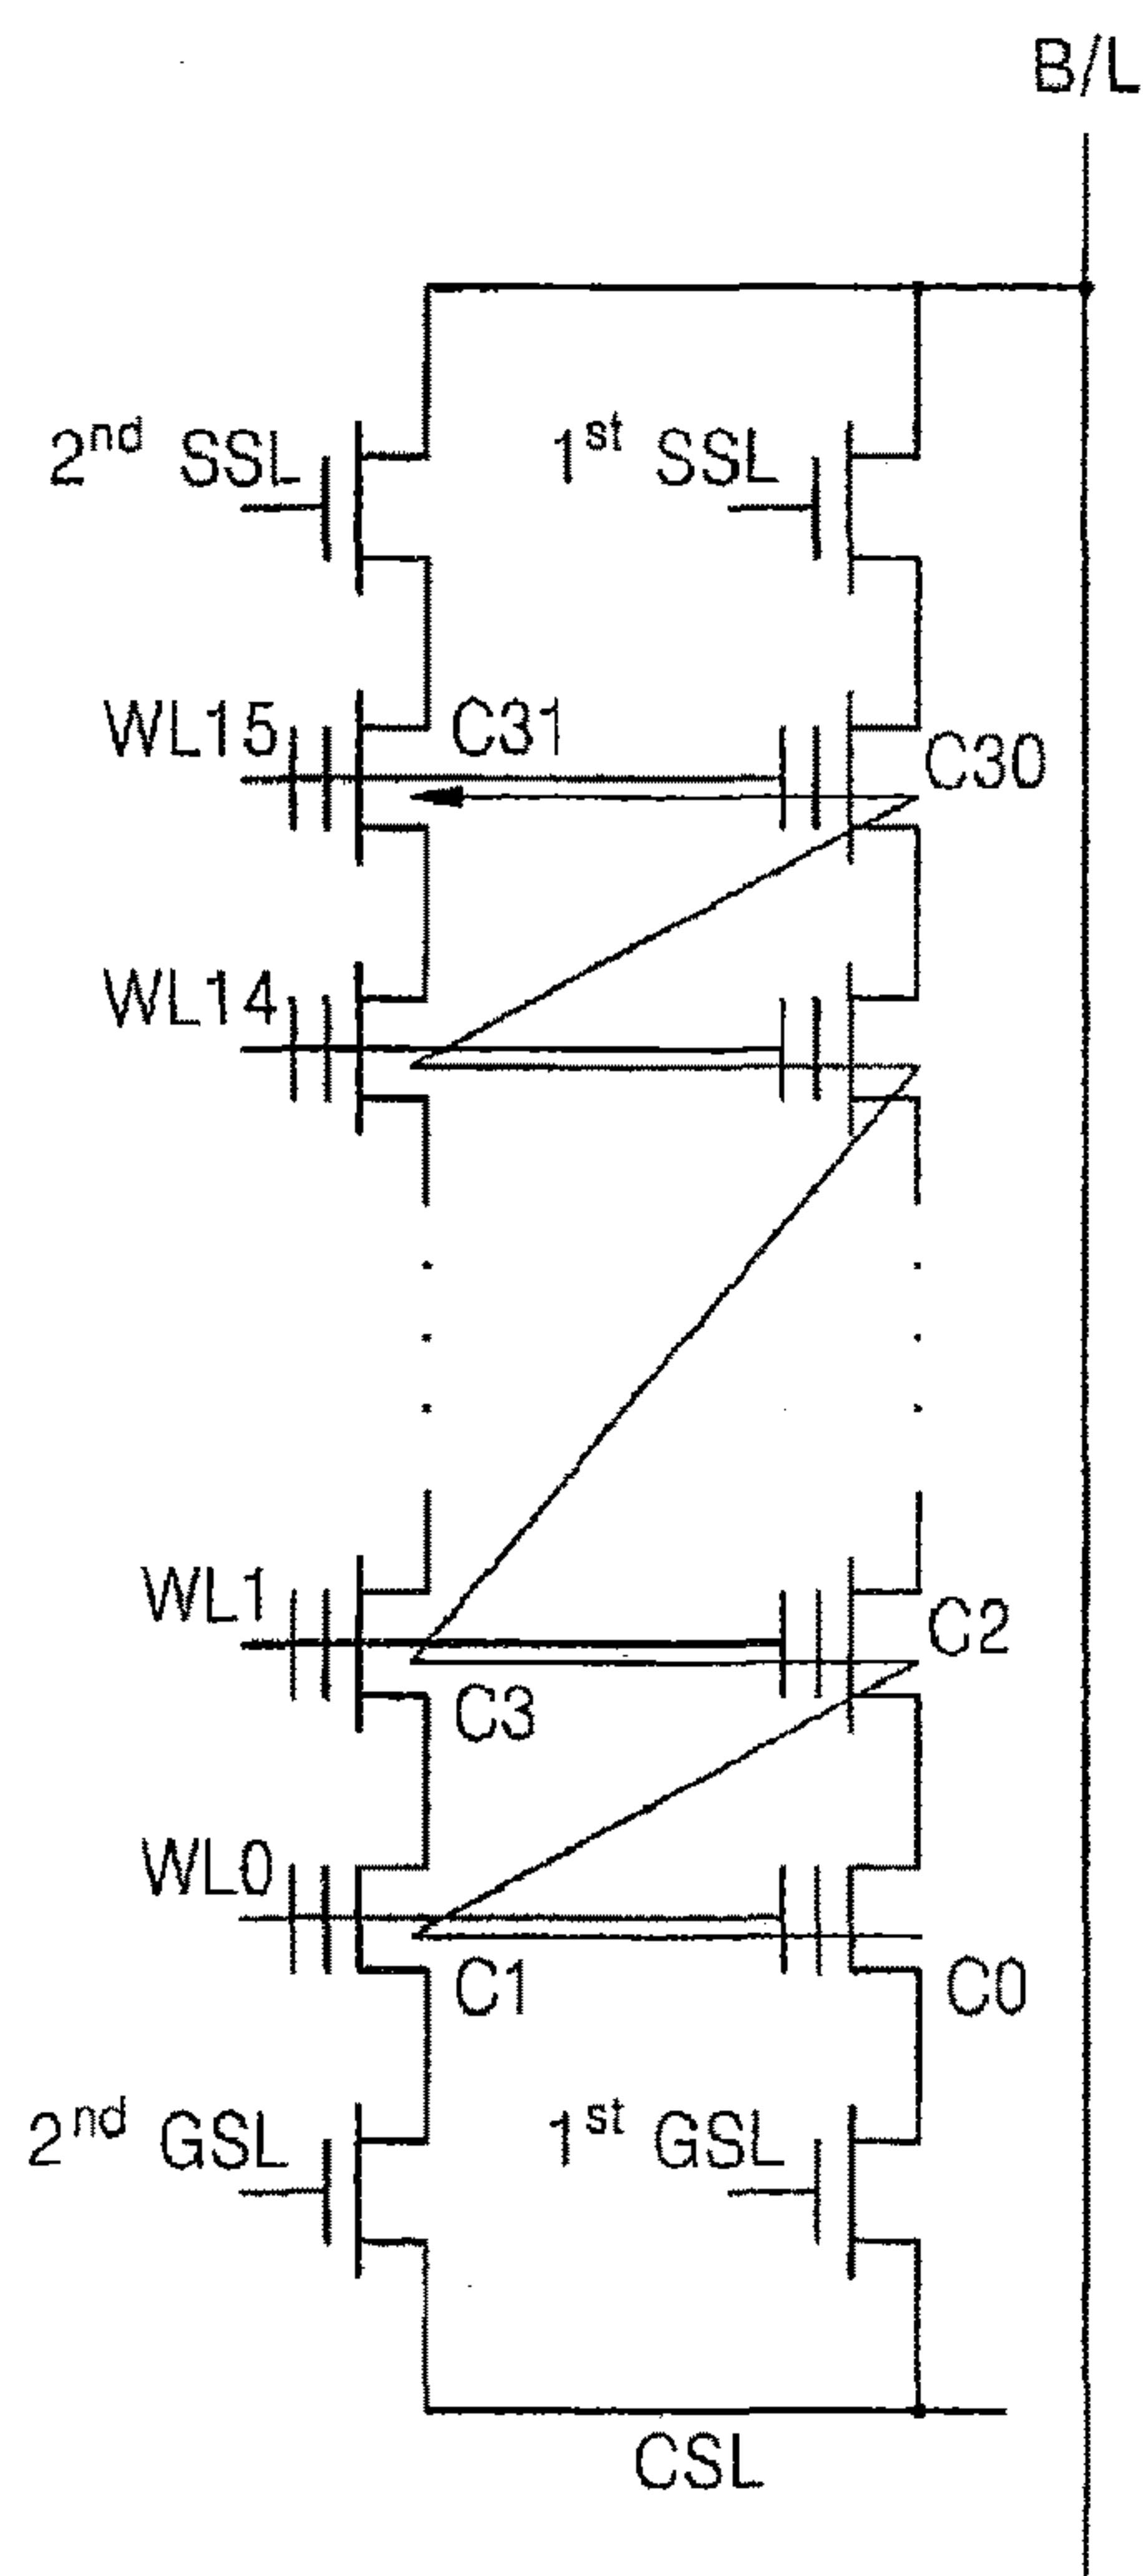 B/L
2nd SSL
1st SSL
WL15
C31
C30
WL14
WL1
C2
C3
WL0
C1
C0
2nd GSL
1st GSL
CSL